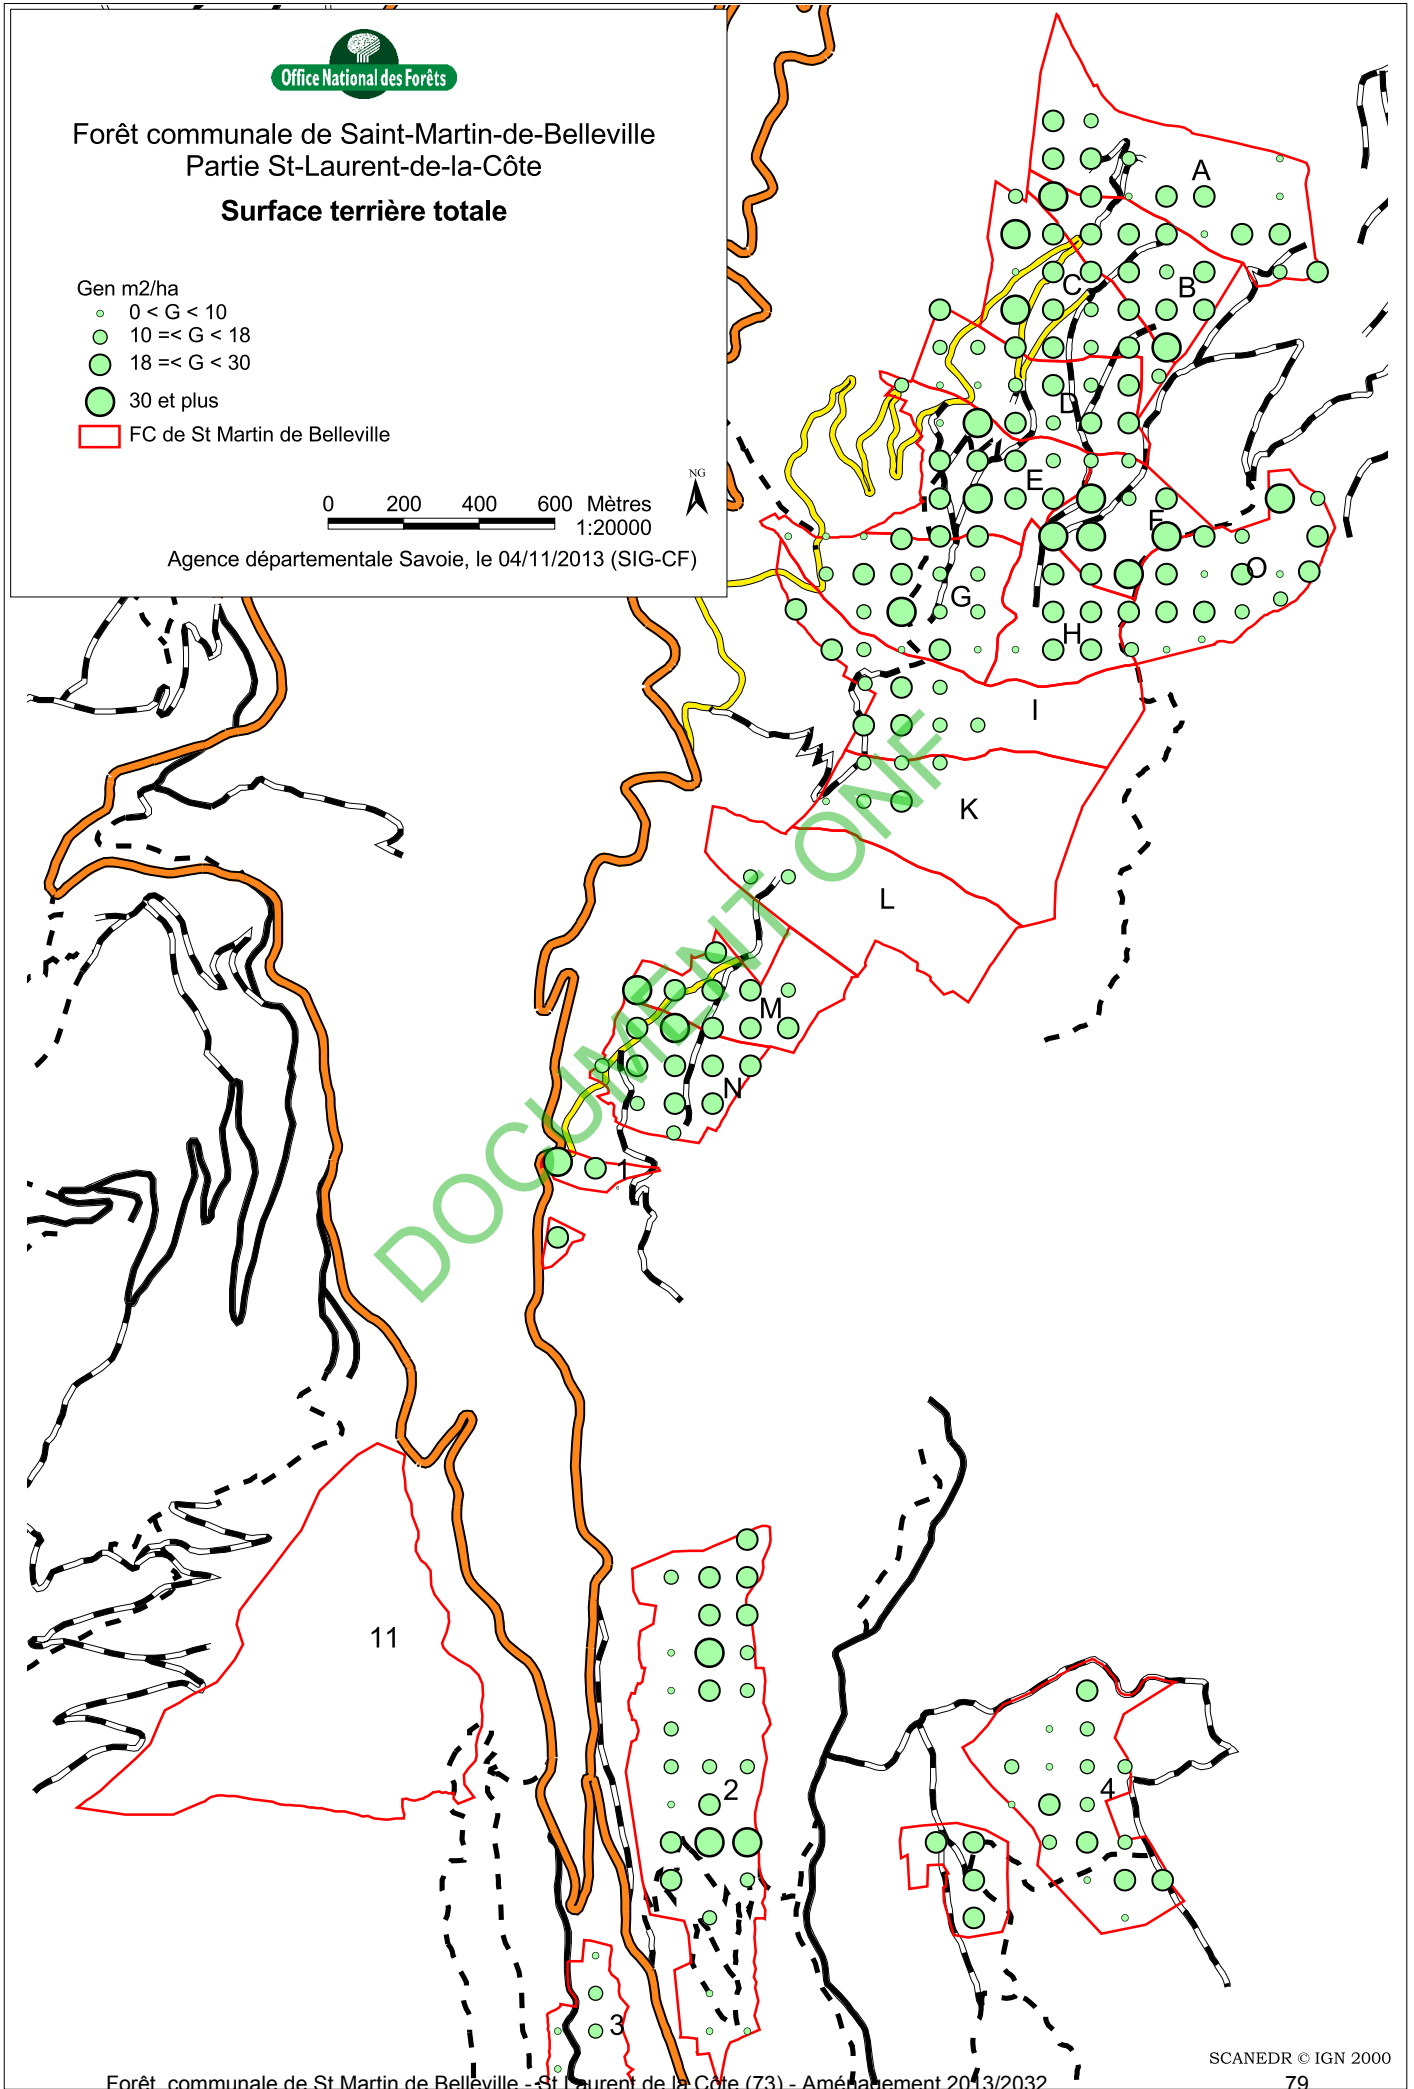 Office National des Forêts
Forêt communale de Saint-Martin-de-Belleville
Partie St-Laurent-de-la-Côte
Surface terrière totale
Gen m2/ha
0 < G < 10
10 =< G < 18
18 =< G < 30
30 et plus
FC de St Martin de Belleville
NG
0 200 400 600 Mètres
1:20000
Agence départementale Savoie, le 04/11/2013 (SIG-CF)
A
B
C
D
E
F
O
G
H
I
K
L
M
N
1
DOCUMENT ONF
11
2
4
3
SCANEDR © IGN 2000
Forêt communale de St Martin de Belleville - St Laurent de la Côte (73) - Aménagement 2013/2032 79